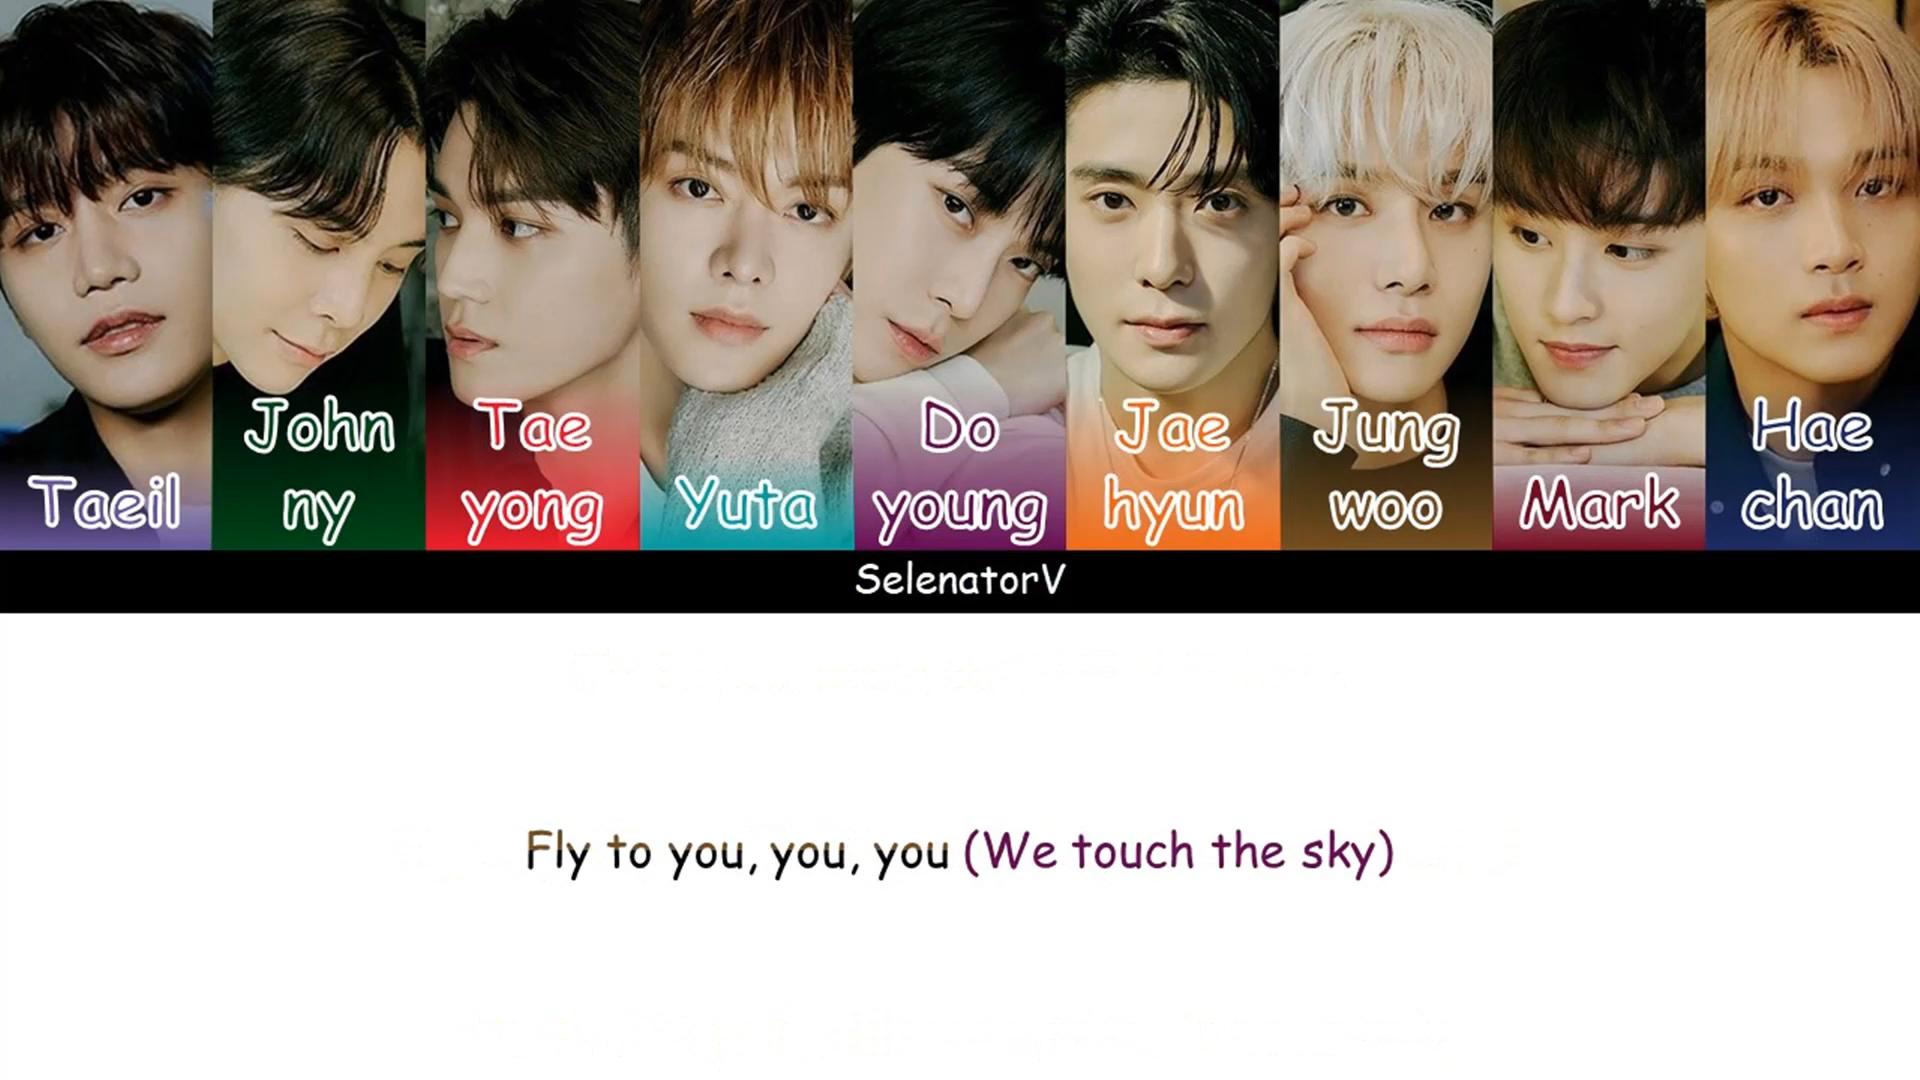 Taeil
John
ny
Tae
yong
Yuta
Do
young
Jae
hyun
Jung
woo
Mark
Hae
chan
SelenatorV
Fly to you, you, you (We touch the sky)